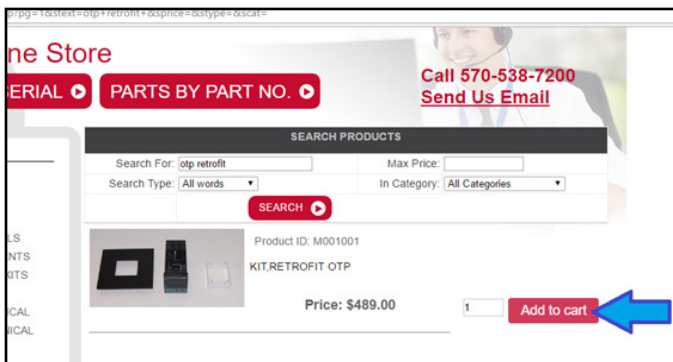 p?pg=1&stext=otp+retrofit+&sprice=&stype=&scat=
ne Store
SERIAL
PARTS BY PART NO.
Call 570-538-7200
Send Us Email
SEARCH PRODUCTS
Search For: otp retrofit
Max Price:
Search Type: All words
In Category: All Categories
SEARCH
LS
NTS
KITS
ICAL
NICAL
Product ID: M001001
KIT,RETROFIT OTP
Price: $489.00
1
Add to cart